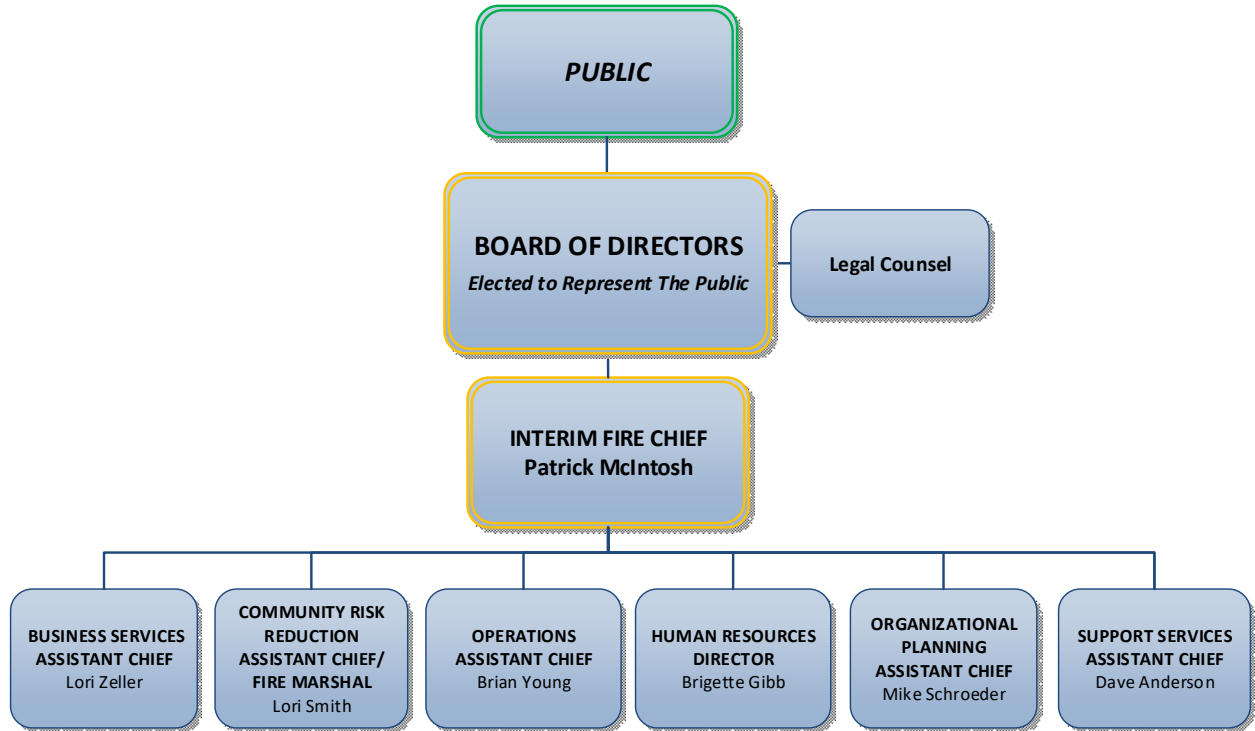 PUBLIC
BOARD OF DIRECTORS
Elected to Represent The Public
Legal Counsel
INTERIM FIRE CHIEF
Patrick McIntosh
BUSINESS SERVICES
ASSISTANT CHIEF
Lori Zeller
COMMUNITY RISK
REDUCTION
ASSISTANT CHIEF/
FIRE MARSHAL
Lori Smith
OPERATIONS
ASSISTANT CHIEF
Brian Young
HUMAN RESOURCES
DIRECTOR
Brigette Gibb
ORGANIZATIONAL
PLANNING
ASSISTANT CHIEF
Mike Schroeder
SUPPORT SERVICES
ASSISTANT CHIEF
Dave Anderson